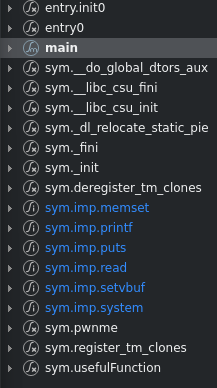 entry.init0
entry0
main
sym.__do_global_dtors_aux
sym.__libc_csu_fini
sym.__libc_csu_init
sym._dl_relocate_static_pie
sym._fini
sym._init
sym.deregister_tm_clones
sym.imp.memset
sym.imp.printf
sym.imp.puts
sym.imp.read
sym.imp.setvbuf
sym.imp.system
sym.pwnme
sym.register_tm_clones
sym.usefulFunction